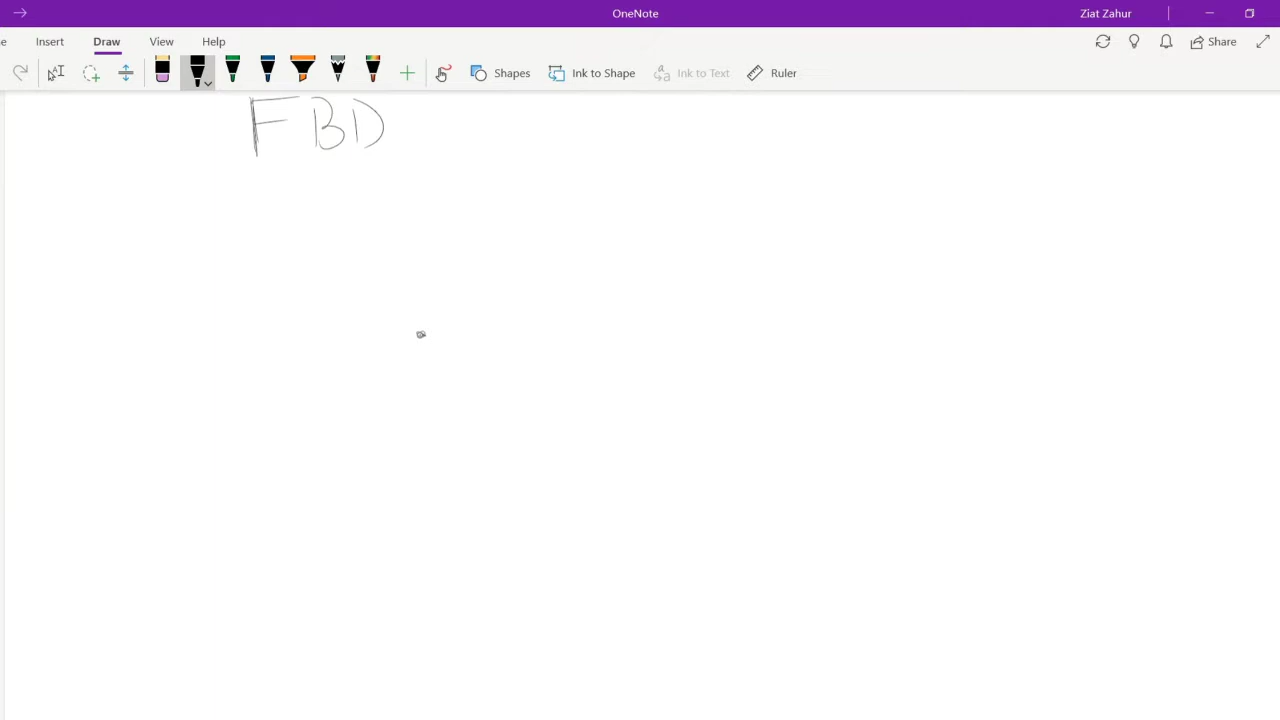 OneNote
Ziat Zahur
e Insert Draw View Help Share
Shapes Ink to Shape Ink to Text Ruler
FBD